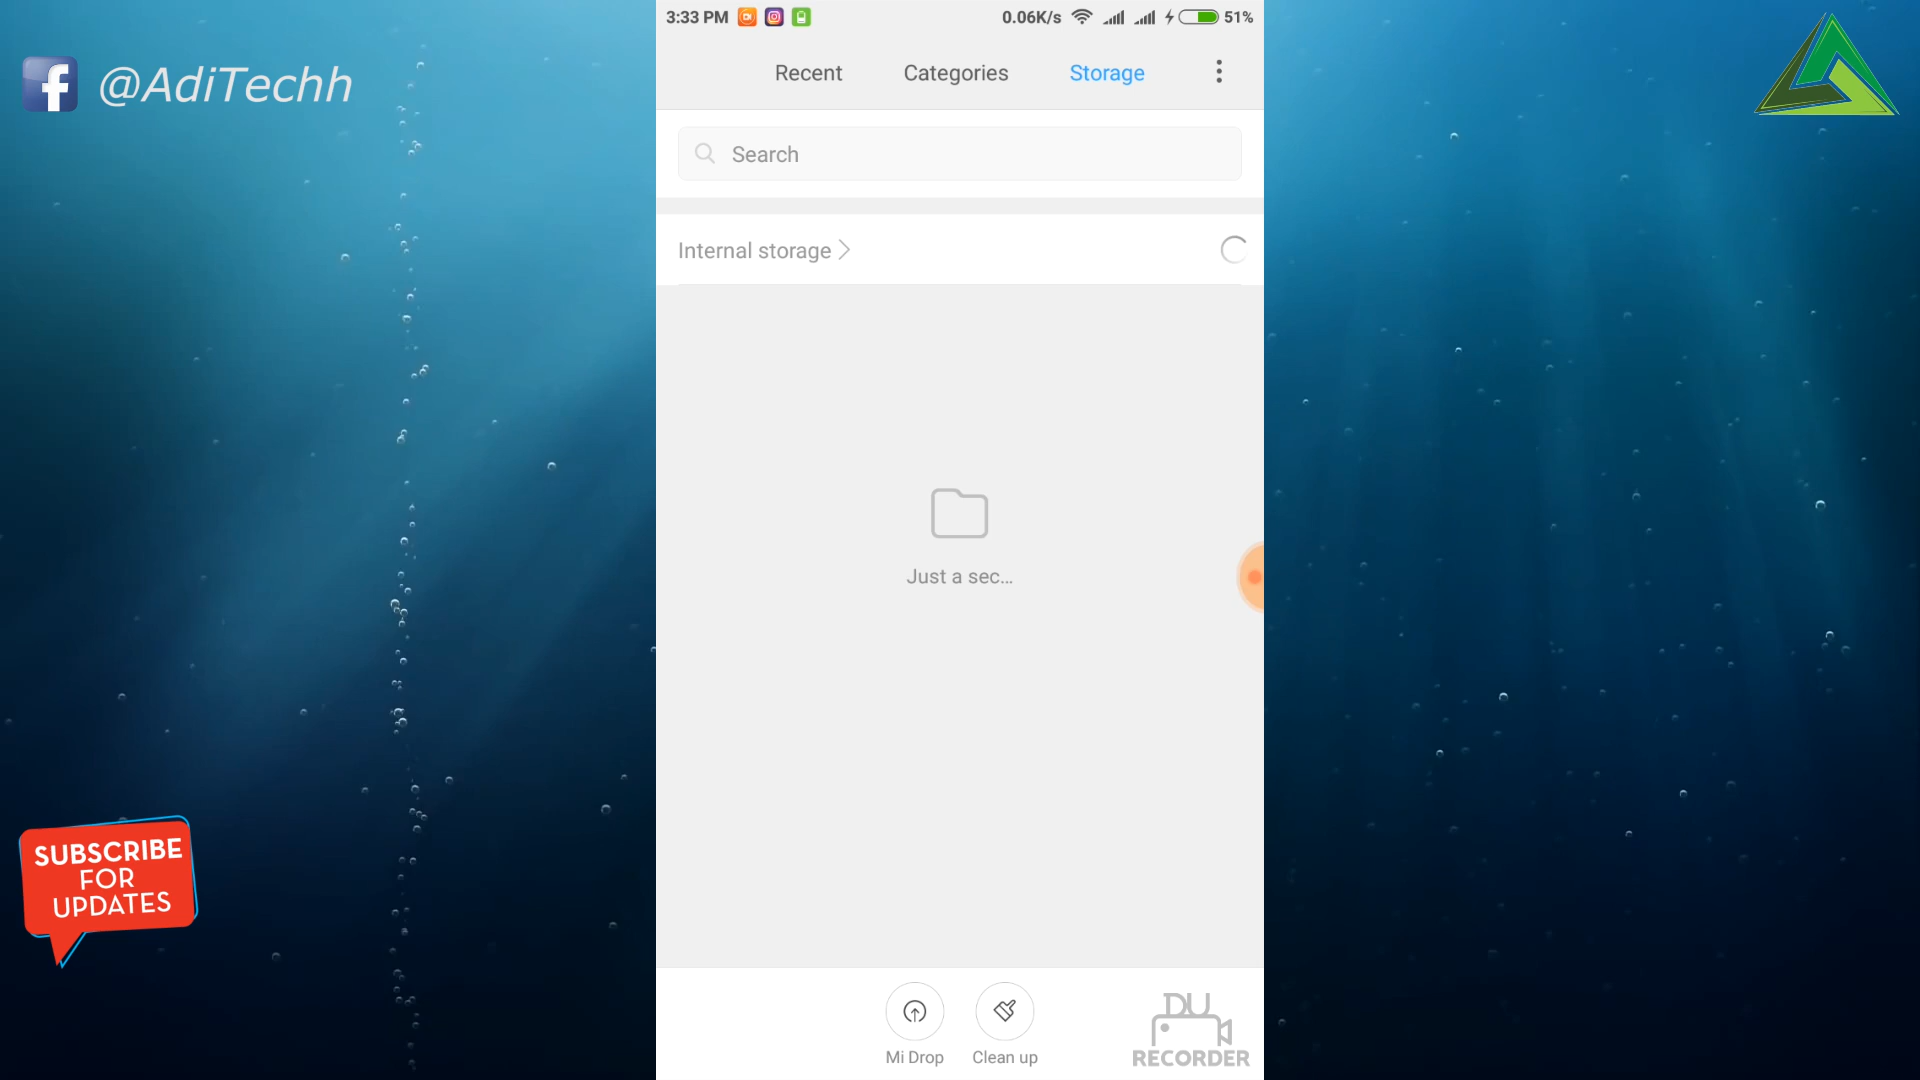 @AdiTechh
3:33 PM
0.06K/s
51%
Recent
Categories
Storage
Search
Internal storage
Just a sec...
SUBSCRIBE
FOR
UPDATES
Mi Drop
Clean up
DU
RECORDER